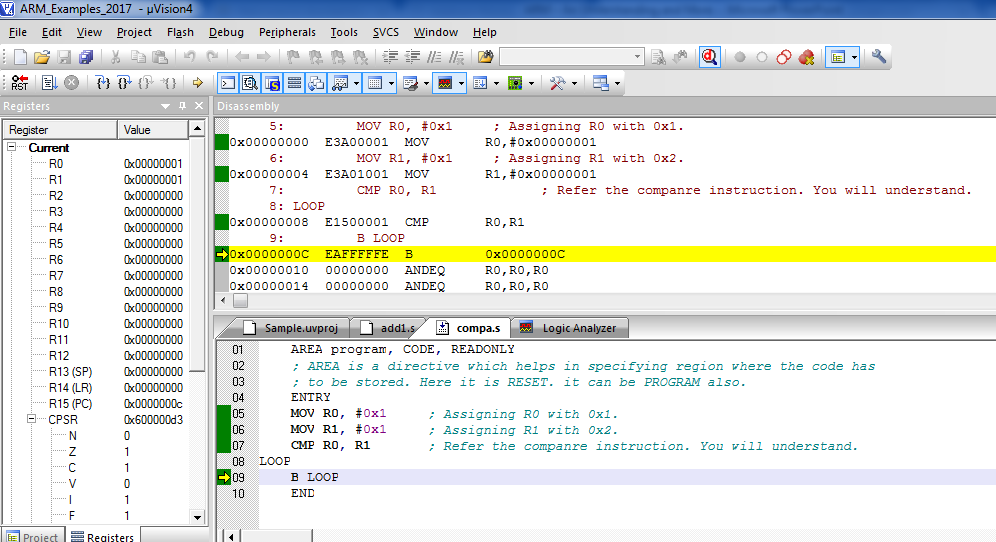 ARM_Examples_2017 - µVision4
File Edit View Project Flash Debug Peripherals Tools SVCS Window Help
RST
Registers
Register Value
Current
R0 0x00000001
R1 0x00000001
R2 0x00000000
R3 0x00000000
R4 0x00000000
R5 0x00000000
R6 0x00000000
R7 0x00000000
R8 0x00000000
R9 0x00000000
R10 0x00000000
R11 0x00000000
R12 0x00000000
R13 (SP) 0x00000000
R14 (LR) 0x00000000
R15 (PC) 0x0000000c
CPSR 0x600000d3
N 0
Z 1
C 1
V 0
I 1
F 1
Project Registers
Disassembly
5: MOV R0, #0x1 ; Assigning R0 with 0x1.
0x00000000 E3A00001 MOV R0,#0x00000001
6: MOV R1, #0x1 ; Assigning R1 with 0x2.
0x00000004 E3A01001 MOV R1,#0x00000001
7: CMP R0, R1 ; Refer the companre instruction. You will understand.
8: LOOP
0x00000008 E1500001 CMP R0,R1
9: B LOOP
0x0000000C EAFFFFFE B 0x0000000C
0x00000010 00000000 ANDEQ R0,R0,R0
0x00000014 00000000 ANDEQ R0,R0,R0
Sample.uvproj add1.s compa.s Logic Analyzer
01 AREA program, CODE, READONLY
02 ; AREA is a directive which helps in specifying region where the code has
03 ; to be stored. Here it is RESET. it can be PROGRAM also.
04 ENTRY
05 MOV R0, #0x1 ; Assigning R0 with 0x1.
06 MOV R1, #0x1 ; Assigning R1 with 0x2.
07 CMP R0, R1 ; Refer the companre instruction. You will understand.
08 LOOP
09 B LOOP
10 END